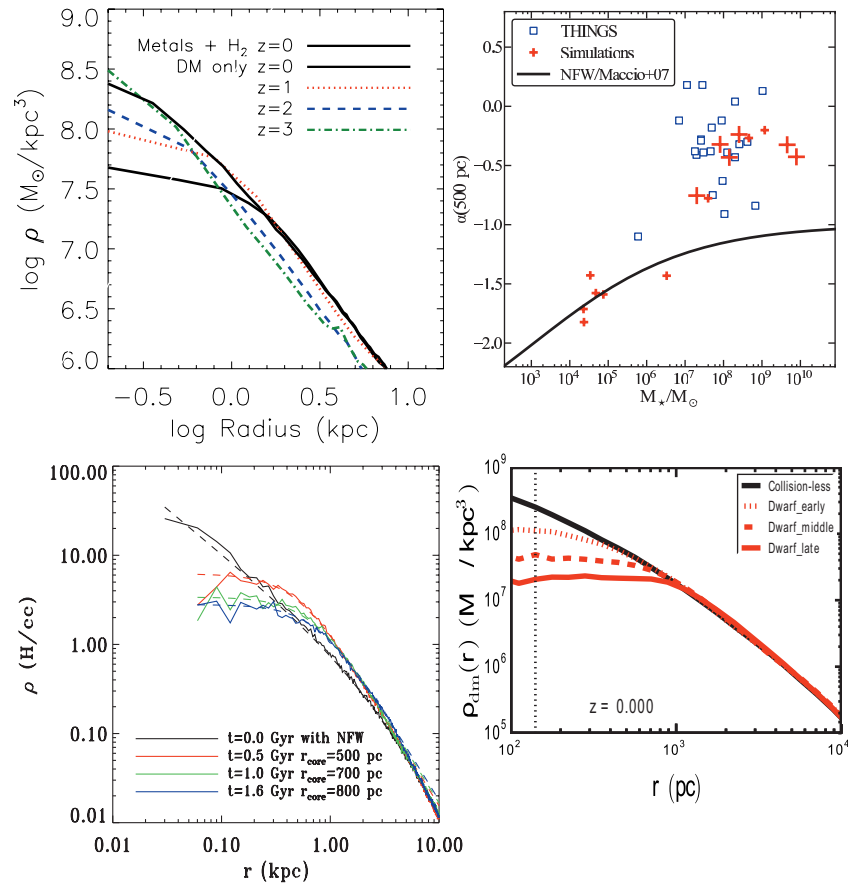 9.0
8.5
8.0
7.5
7.0
6.5
6.0
log ρ (M⊙/kpc³)
Metals + H₂ z=0
DM only z=0
z=1
z=2
z=3
−0.5 0.0 0.5 1.0
log Radius (kpc)
THINGS
Simulations
NFW/Maccio+07
0.5
0.0
−0.5
−1.0
−1.5
−2.0
α(500 pc)
10³ 10⁴ 10⁵ 10⁶ 10⁷ 10⁸ 10⁹ 10¹⁰
M⋆/M⊙
100.00
10.00
1.00
0.10
0.01
ρ (H/cc)
t=0.0 Gyr with NFW
t=0.5 Gyr r_core=500 pc
t=1.0 Gyr r_core=700 pc
t=1.6 Gyr r_core=800 pc
0.01 0.10 1.00 10.00
r (kpc)
10⁹
10⁸
10⁷
10⁶
10⁵
ρ_dm(r) (M / kpc³)
Collision-less
Dwarf_early
Dwarf_middle
Dwarf_late
z = 0.000
10² 10³ 10⁴
r (pc)